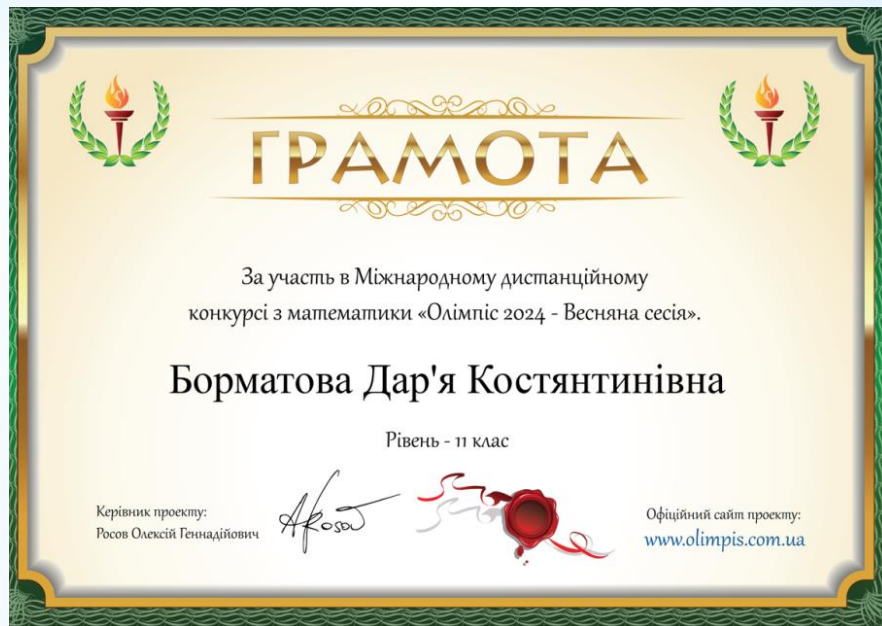 ГРАМОТА
За участь в Міжнародному дистанційному
конкурсі з математики «Олімпіс 2024 - Весняна сесія».
Борматова Дар'я Костянтинівна
Рівень - 11 клас
Керівник проекту:
Росов Олексій Геннадійович
ARosov
Офіційний сайт проекту:
www.olimpis.com.ua